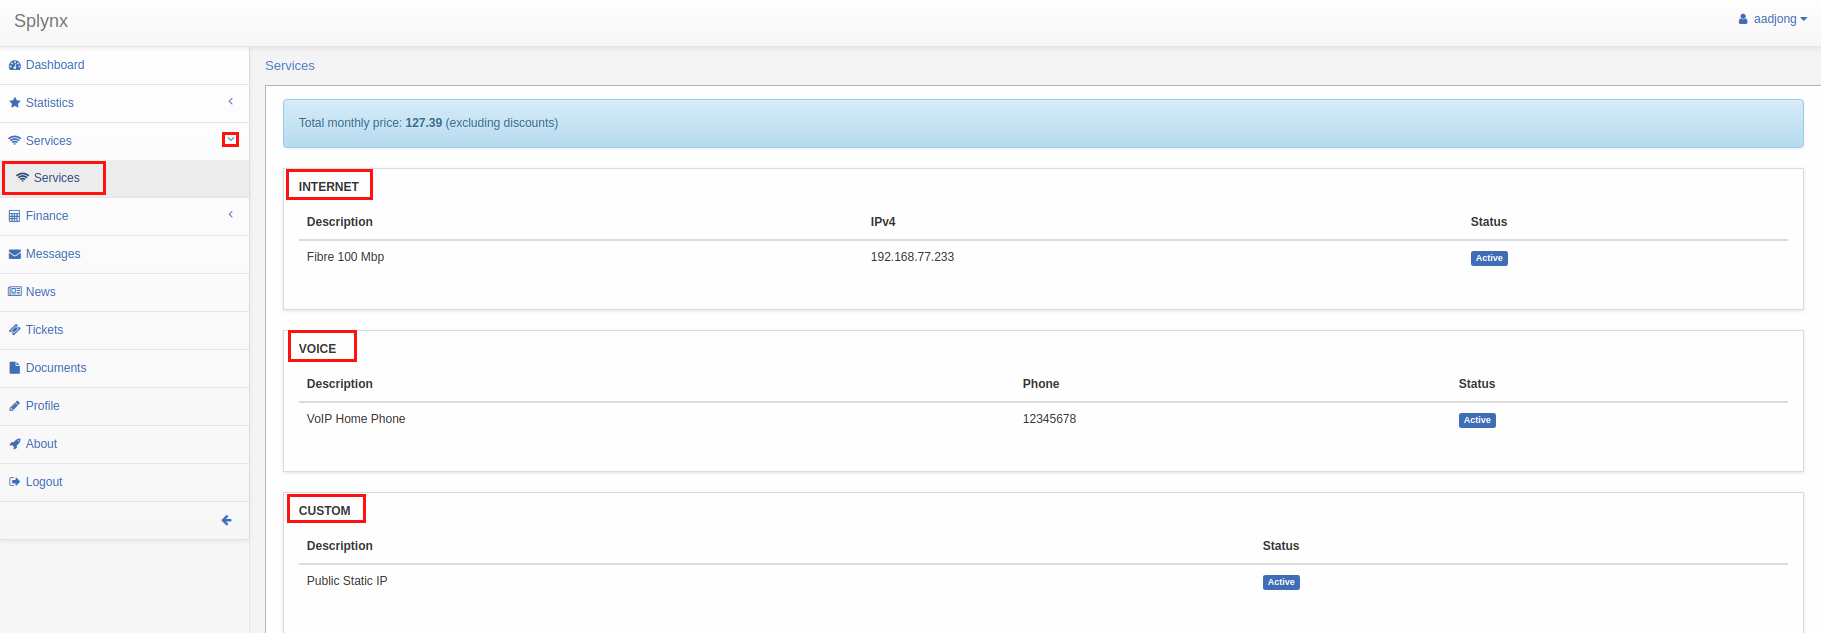 Splynx
aadjong
Dashboard
Statistics
Services
Services
Finance
Messages
News
Tickets
Documents
Profile
About
Logout
Services
Total monthly price: 127.39 (excluding discounts)
INTERNET
Description IPv4 Status
Fibre 100 Mbp 192.168.77.233 Active
VOICE
Description Phone Status
VoIP Home Phone 12345678 Active
CUSTOM
Description Status
Public Static IP Active